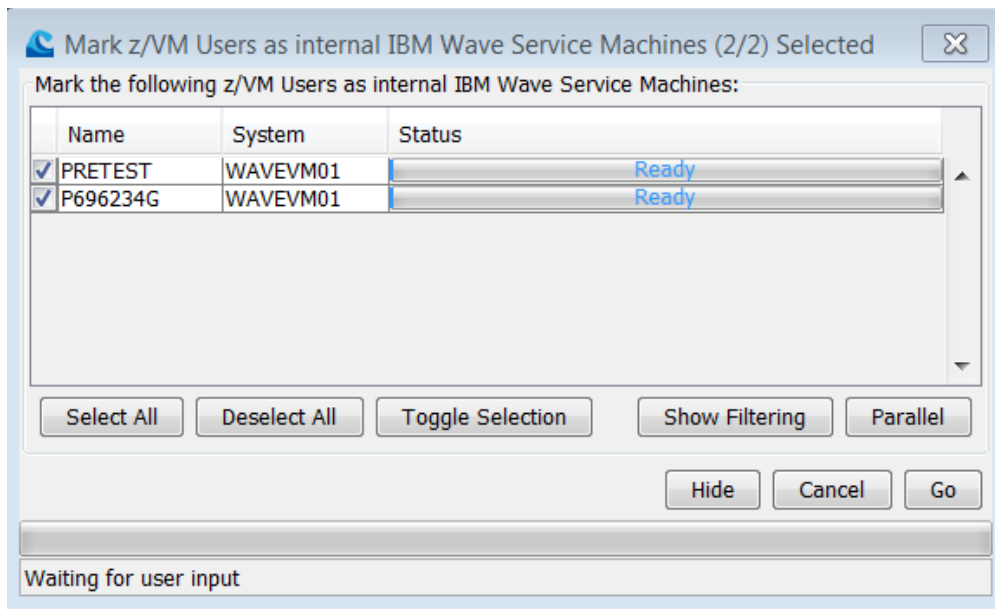 Mark z/VM Users as internal IBM Wave Service Machines (2/2) Selected
Mark the following z/VM Users as internal IBM Wave Service Machines:
Name System Status
PRETEST WAVEVM01 Ready
P696234G WAVEVM01 Ready
Select All Deselect All Toggle Selection Show Filtering Parallel
Hide Cancel Go
Waiting for user input